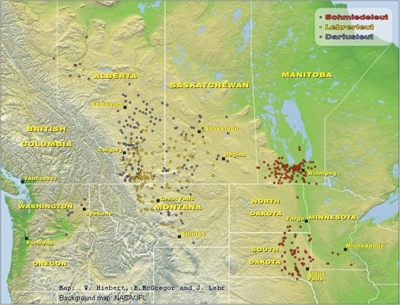 Schmiedeleut
Lehrerleut
Dariusleut
ALBERTA
SASKATCHEWAN
MANITOBA
Edmonton
BRITISH
COLUMBIA
Saskatoon
Calgary
Regina
Winnipeg
Vancouver
WASHINGTON
Spokane
Great Falls
MONTANA
NORTH
DAKOTA
Fargo
MINNESOTA
Portland
Billings
OREGON
SOUTH
DAKOTA
Minneapolis
Sioux
Falls
Map: W. Hiebert, B.McGregor and J. Lehr
Background map: NASA/JPL